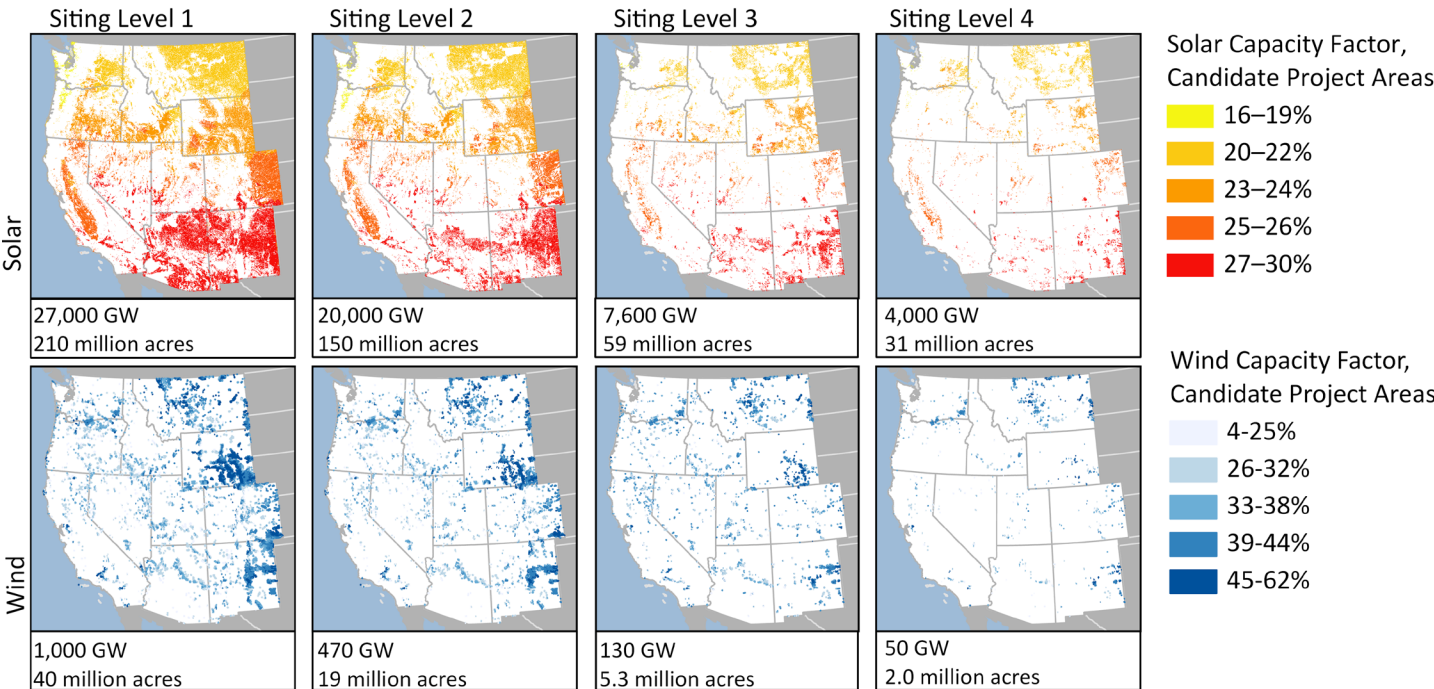 Siting Level 1
Siting Level 2
Siting Level 3
Siting Level 4
Solar
27,000 GW
210 million acres
20,000 GW
150 million acres
7,600 GW
59 million acres
4,000 GW
31 million acres
Solar Capacity Factor,
Candidate Project Areas
16–19%
20–22%
23–24%
25–26%
27–30%
Wind
1,000 GW
40 million acres
470 GW
19 million acres
130 GW
5.3 million acres
50 GW
2.0 million acres
Wind Capacity Factor,
Candidate Project Areas
4-25%
26-32%
33-38%
39-44%
45-62%